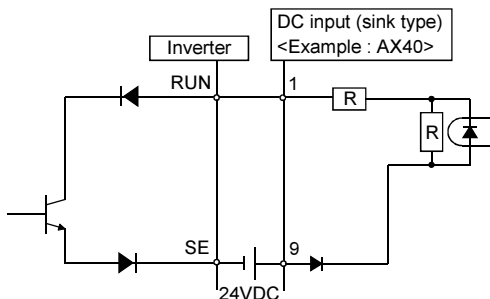 DC input (sink type)
<Example : AX40>
Inverter
RUN
1
R
R
SE
9
24VDC